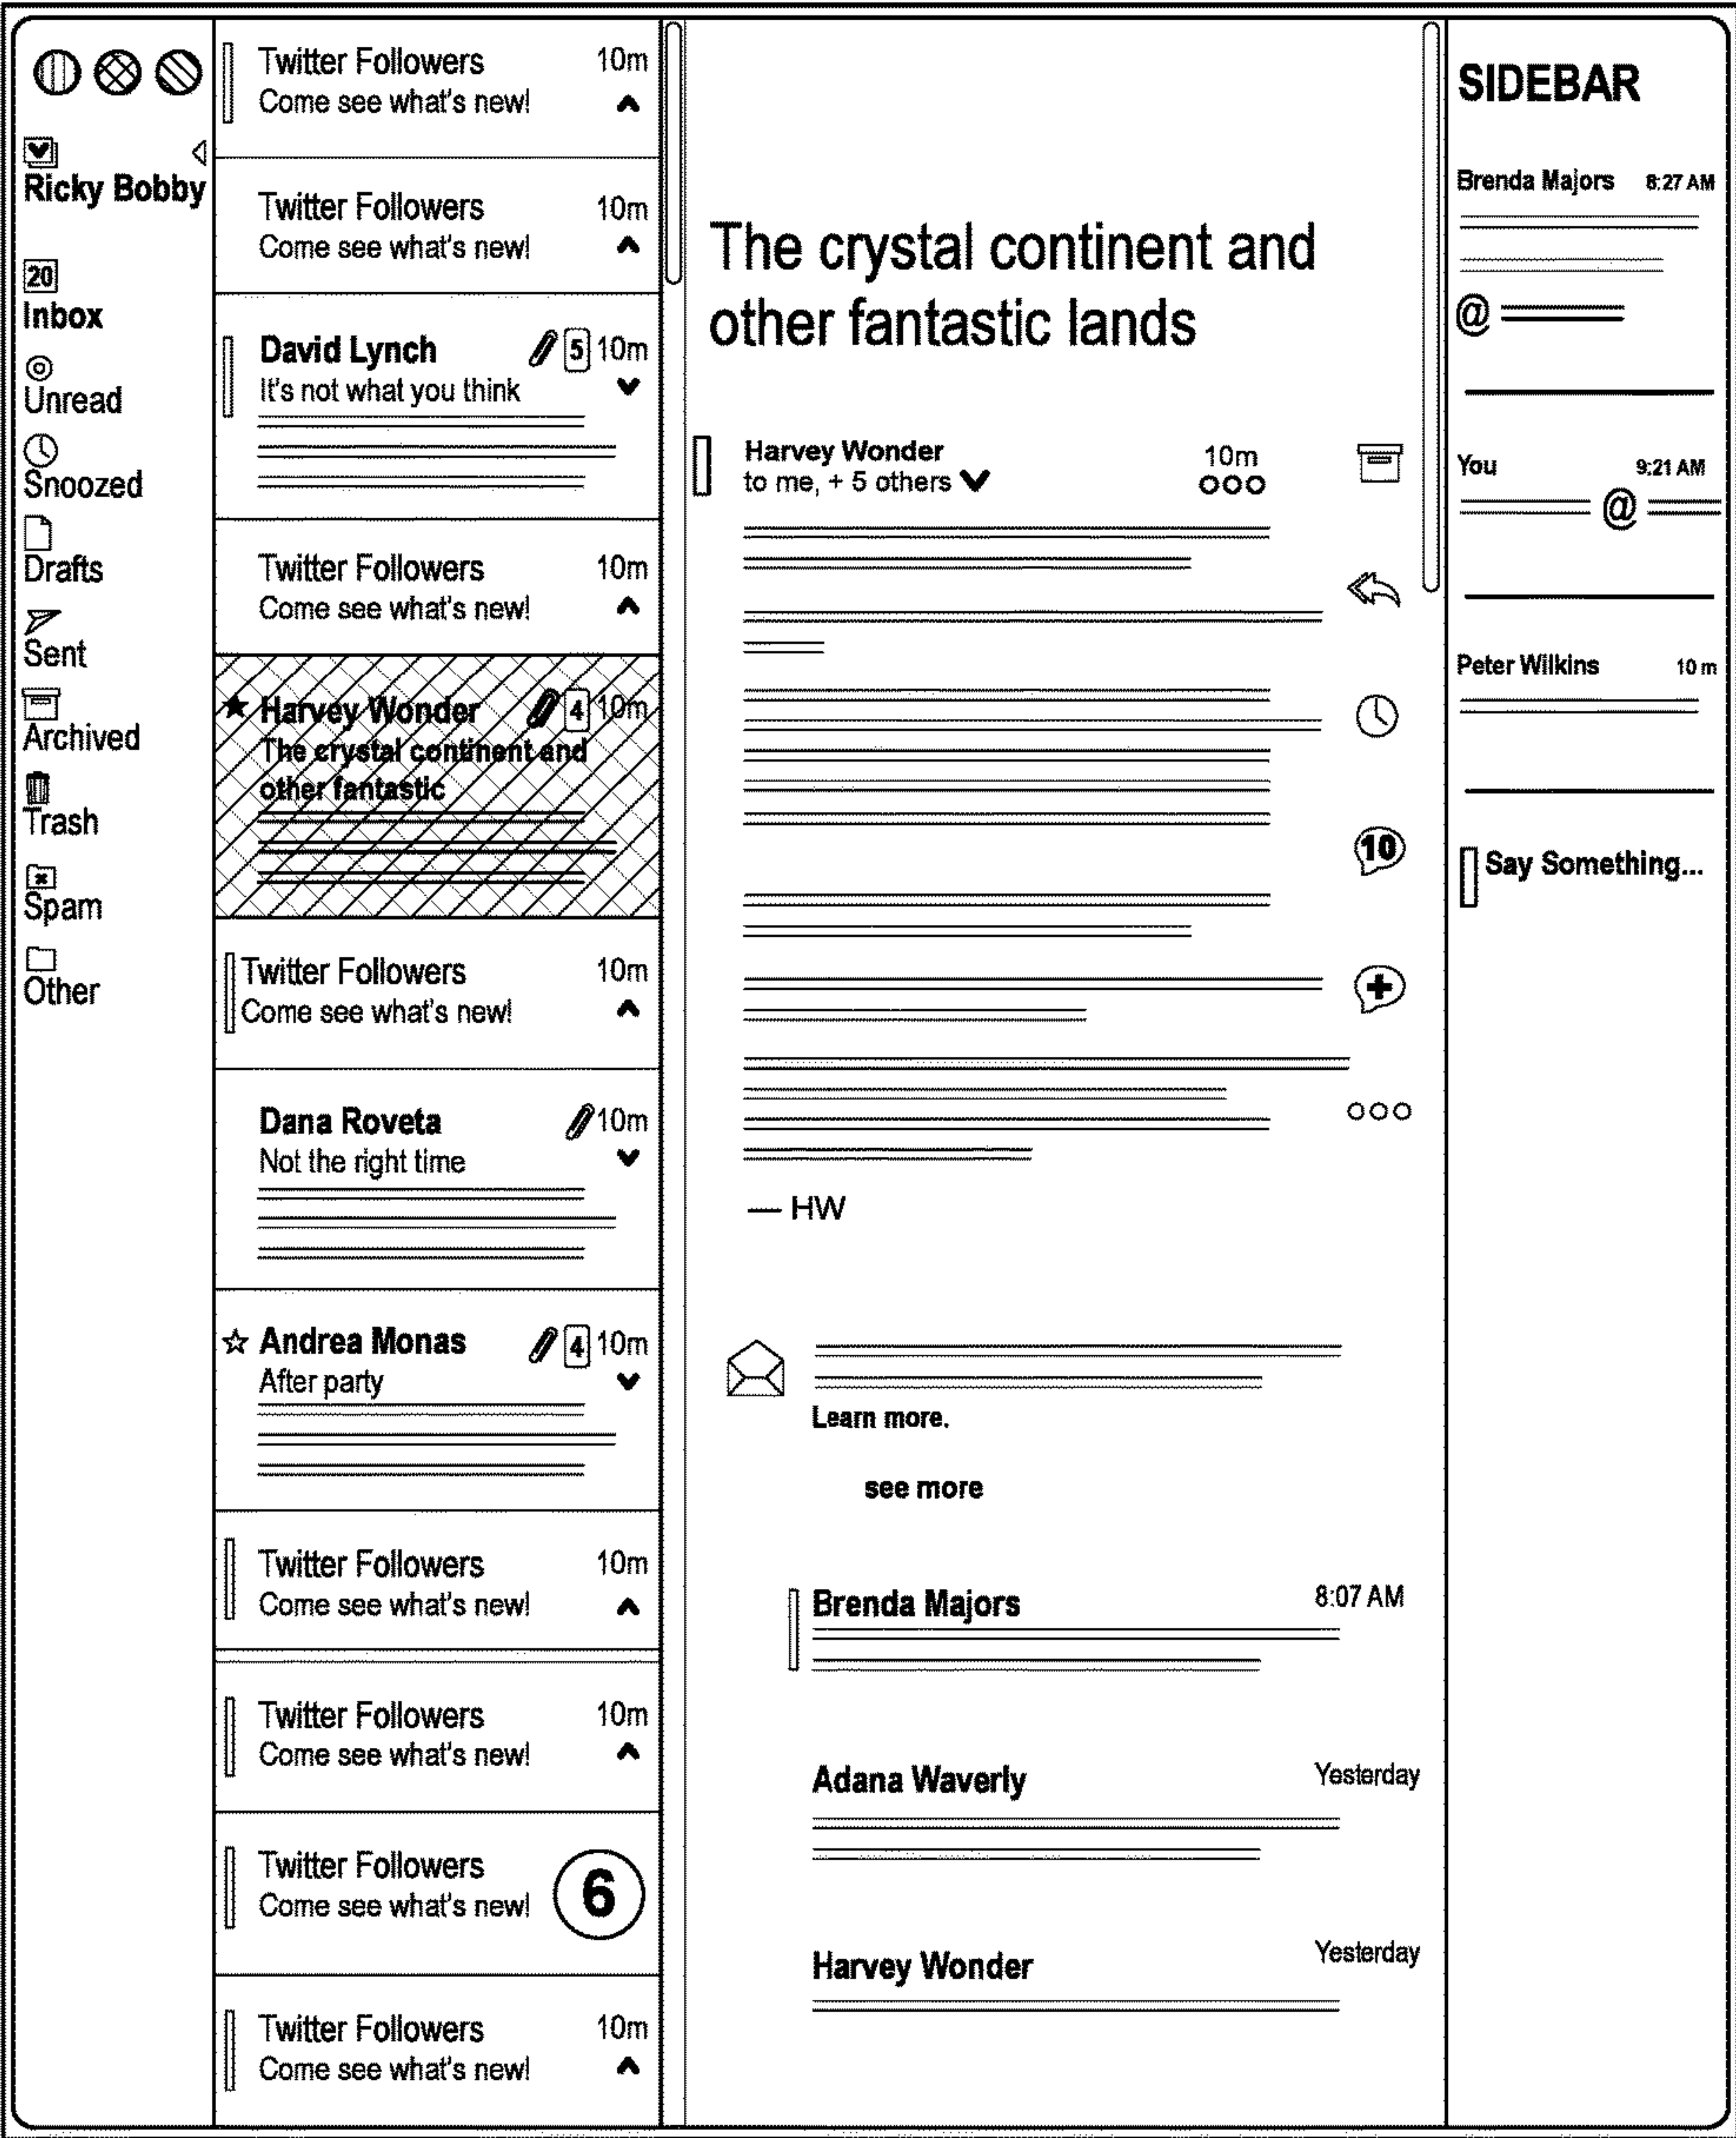 Ricky Bobby
20
Inbox
Unread
Snoozed
Drafts
Sent
Archived
Trash
Spam
Other
Twitter Followers 10m
Come see what's new!
Twitter Followers 10m
Come see what's new!
David Lynch 5 10m
It's not what you think
Twitter Followers 10m
Come see what's new!
Harvey Wonder 4 10m
The crystal continent and
other fantastic
Twitter Followers 10m
Come see what's new!
Dana Roveta 10m
Not the right time
Andrea Monas 4 10m
After party
Twitter Followers 10m
Come see what's new!
Twitter Followers 10m
Come see what's new!
Twitter Followers
Come see what's new!
6
Twitter Followers 10m
Come see what's new!
The crystal continent and
other fantastic lands
Harvey Wonder 10m
to me, + 5 others
10
— HW
Learn more.
see more
Brenda Majors 8:07 AM
Adana Waverly Yesterday
Harvey Wonder Yesterday
SIDEBAR
Brenda Majors 8:27 AM
@
You 9:21 AM
@
Peter Wilkins 10 m
Say Something...